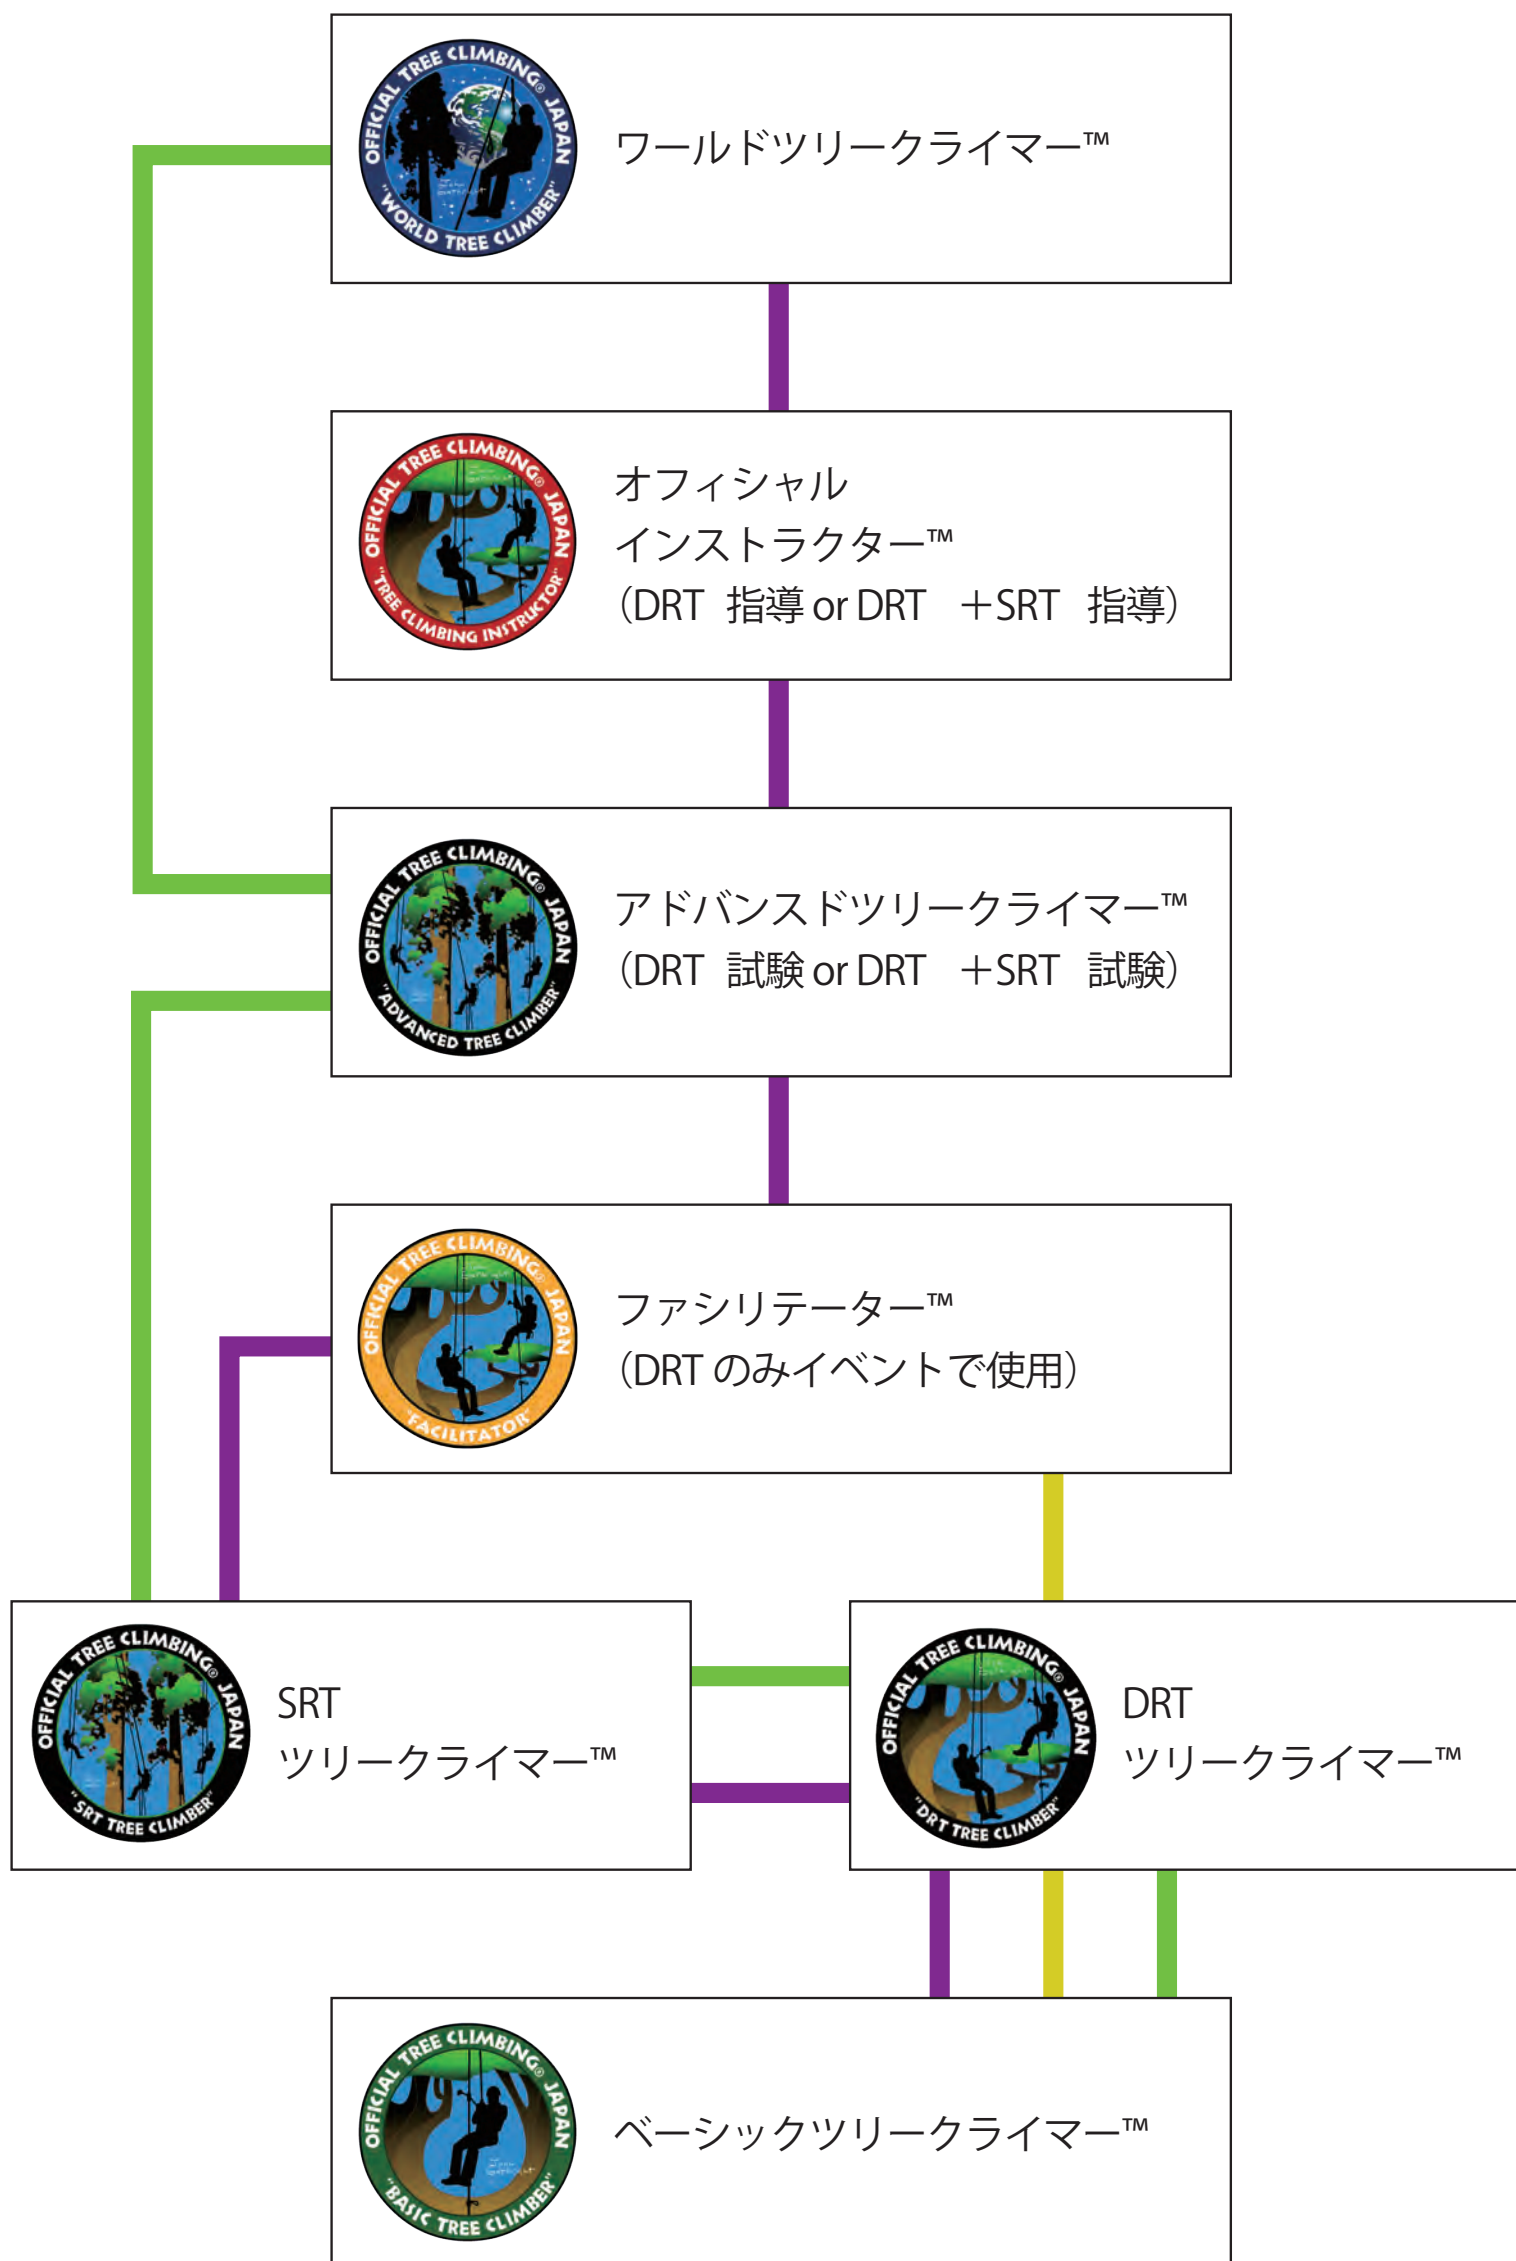 OFFICIAL TREE CLIMBING® JAPAN
"WORLD TREE CLIMBER"
ワールドツリークライマー™
OFFICIAL TREE CLIMBING® JAPAN
"TREE CLIMBING INSTRUCTOR"
オフィシャル
インストラクター™
（DRT 指導 or DRT ＋SRT 指導）
OFFICIAL TREE CLIMBING® JAPAN
"ADVANCED TREE CLIMBER"
アドバンスドツリークライマー™
（DRT 試験 or DRT ＋SRT 試験）
OFFICIAL TREE CLIMBING® JAPAN
"FACILITATOR"
ファシリテーター™
（DRT のみイベントで使用）
OFFICIAL TREE CLIMBING® JAPAN
"SRT TREE CLIMBER"
SRT
ツリークライマー™
OFFICIAL TREE CLIMBING® JAPAN
"DRT TREE CLIMBER"
DRT
ツリークライマー™
OFFICIAL TREE CLIMBING® JAPAN
"BASIC TREE CLIMBER"
ベーシックツリークライマー™